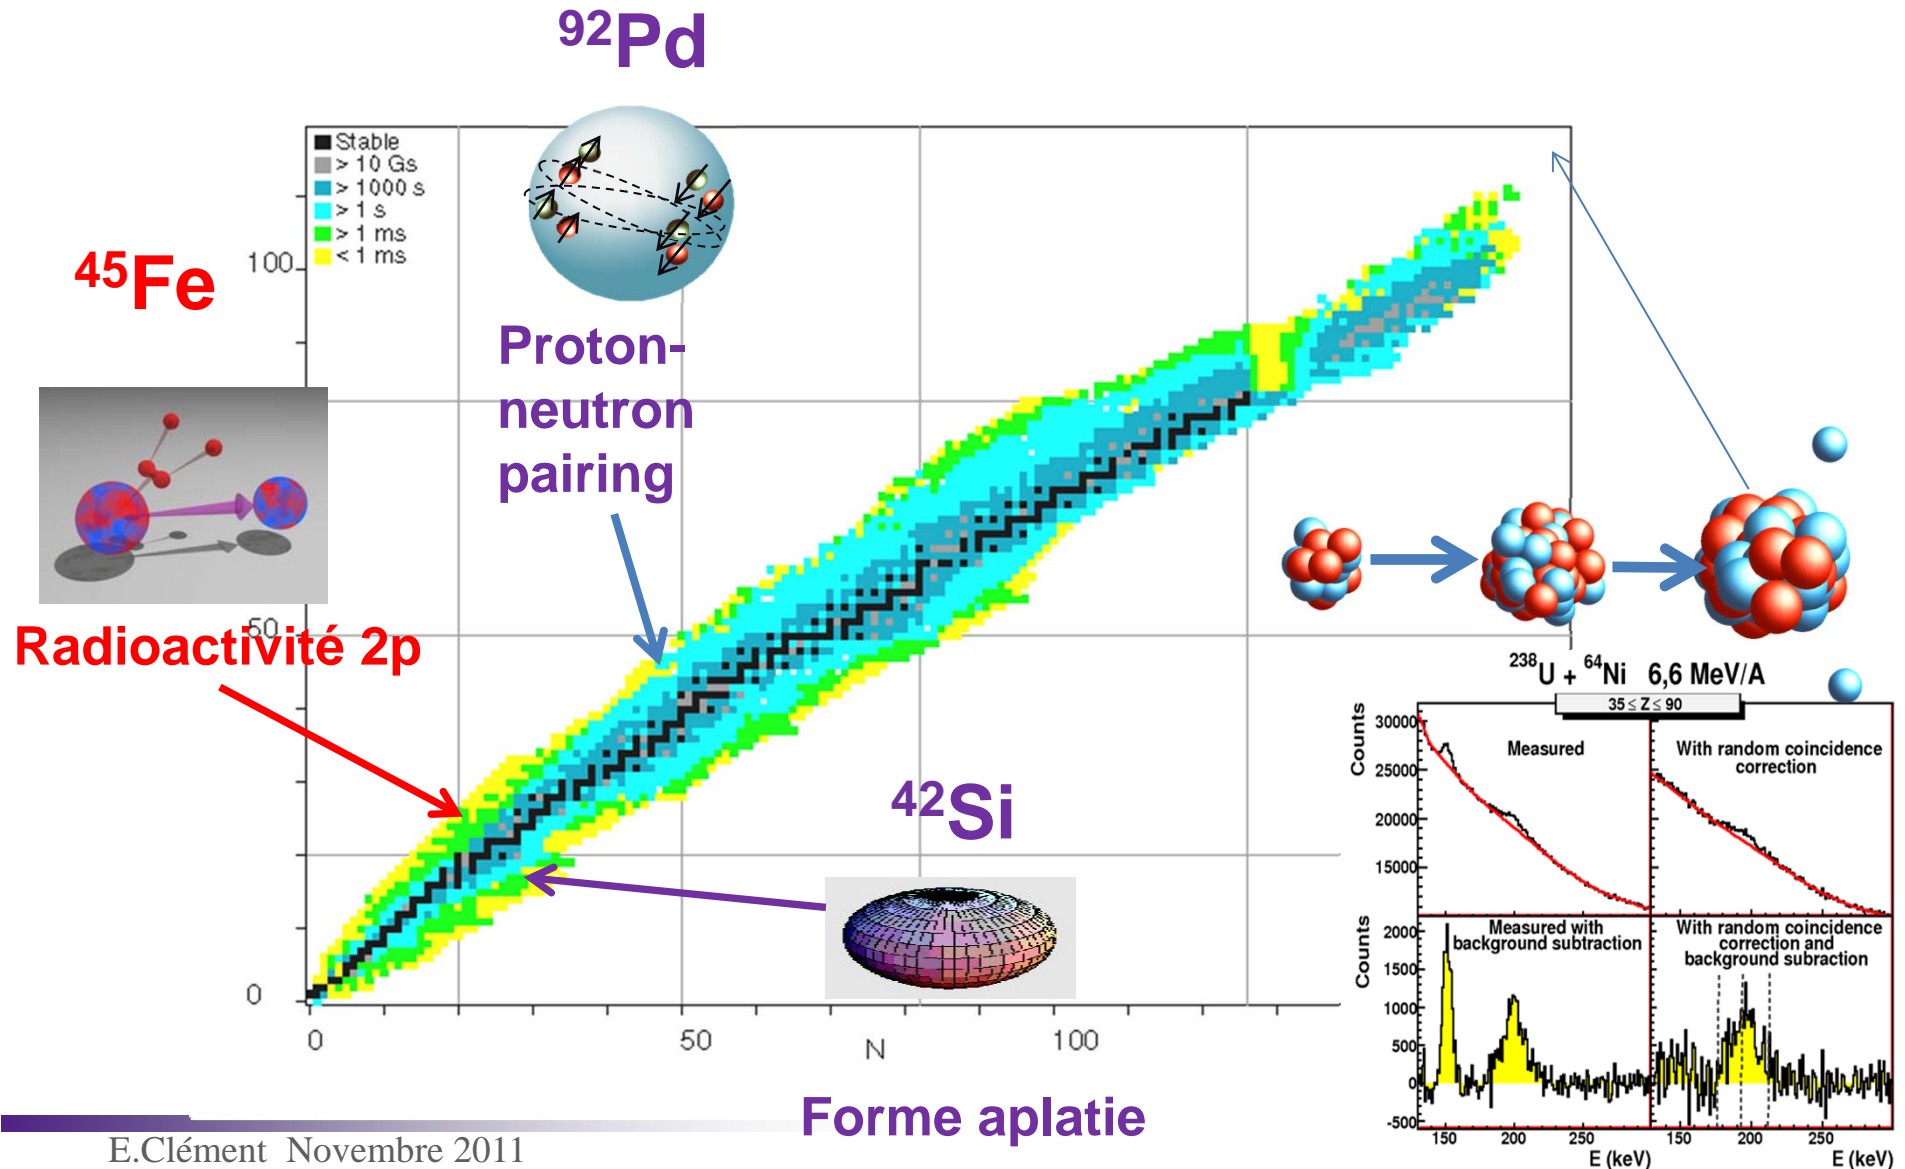 92Pd
Stable
> 10 Gs
> 1000 s
> 1 s
> 1 ms
< 1 ms
45Fe
100
Proton-
neutron
pairing
Radioactivité 2p
50
42Si
0
0
50
N
100
Forme aplatie
238U + 64Ni 6,6 MeV/A
35 ≤ Z ≤ 90
Counts
30000
25000
20000
15000
Measured
With random coincidence
correction
Counts
2000
1500
1000
500
0
-500
Measured with
background subtraction
With random coincidence
correction and
background subtraction
150
200
250
E (keV)
150
200
250
E (keV)
E.Clément Novembre 2011